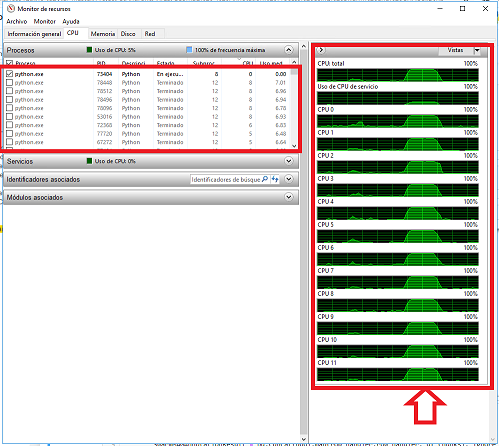 Monitor de recursos
Archivo Monitor Ayuda
Información general CPU Memoria Disco Red
Procesos Uso de CPU: 5% 100% de frecuencia máxima
Proceso PID Descripci Estado Subproc CPU Uso med
python.exe 73404 Python En ejecu... 8 0 0.00
python.exe 78448 Python Terminado 12 8 7.01
python.exe 78512 Python Terminado 12 8 6.96
python.exe 78496 Python Terminado 12 8 6.94
python.exe 78096 Python Terminado 12 8 6.78
python.exe 53016 Python Terminado 12 8 6.93
python.exe 72368 Python Terminado 12 6 6.83
python.exe 77720 Python Terminado 12 5 6.48
python.exe 67272 Python Terminado 12 5 6.64
Servicios Uso de CPU: 0%
Identificadores asociados Identificadores de búsque
Módulos asociados
Vistas
CPU total 100%
Uso de CPU de servicio 100%
CPU 0 100%
CPU 1 100%
CPU 2 100%
CPU 3 100%
CPU 4 100%
CPU 5 100%
CPU 6 100%
CPU 7 100%
CPU 8 100%
CPU 9 100%
CPU 10 100%
CPU 11 100%